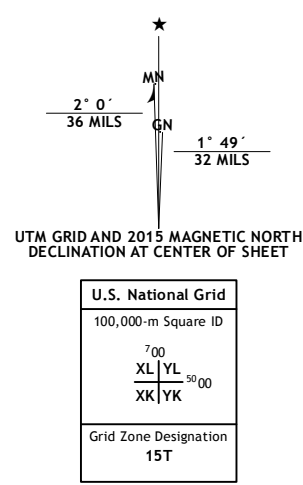 MN
GN
2° 0´
36 MILS
1° 49´
32 MILS
UTM GRID AND 2015 MAGNETIC NORTH
DECLINATION AT CENTER OF SHEET
U.S. National Grid
100,000-m Square ID
700
XL YL
5000
XK YK
Grid Zone Designation
15T